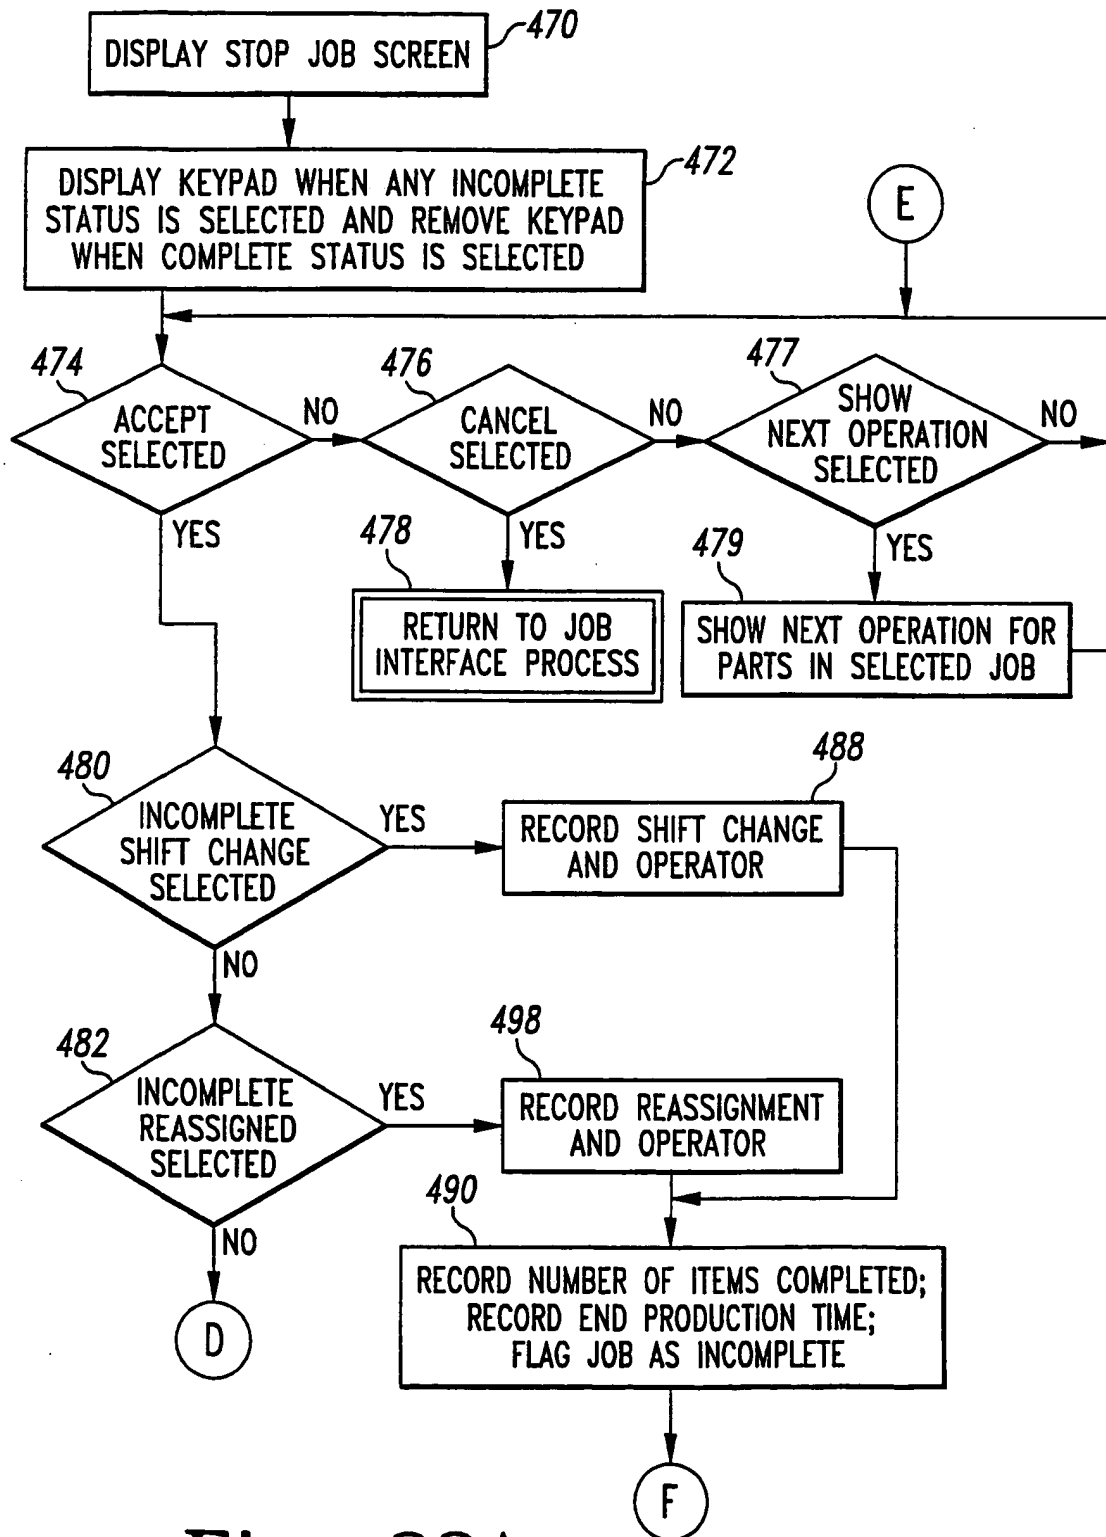 470
DISPLAY STOP JOB SCREEN
472
DISPLAY KEYPAD WHEN ANY INCOMPLETE
STATUS IS SELECTED AND REMOVE KEYPAD
WHEN COMPLETE STATUS IS SELECTED
E
474
ACCEPT
SELECTED
NO
YES
476
CANCEL
SELECTED
NO
YES
477
SHOW
NEXT OPERATION
SELECTED
NO
YES
478
RETURN TO JOB
INTERFACE PROCESS
479
SHOW NEXT OPERATION FOR
PARTS IN SELECTED JOB
480
INCOMPLETE
SHIFT CHANGE
SELECTED
YES
NO
488
RECORD SHIFT CHANGE
AND OPERATOR
482
INCOMPLETE
REASSIGNED
SELECTED
YES
NO
498
RECORD REASSIGNMENT
AND OPERATOR
490
RECORD NUMBER OF ITEMS COMPLETED;
RECORD END PRODUCTION TIME;
FLAG JOB AS INCOMPLETE
D
F